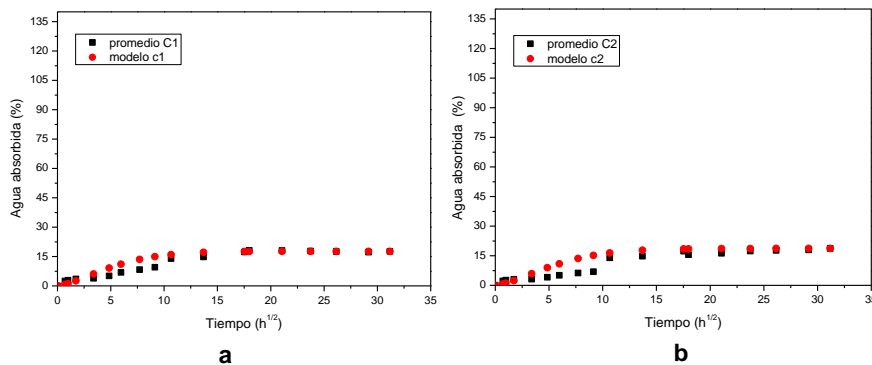 135
120
105
90
75
60
45
30
15
0
Agua absorbida (%)
promedio C1
modelo c1
0 5 10 15 20 25 30 35
Tiempo (h^1/2)
a
135
120
105
90
75
60
45
30
15
0
Agua absorbida (%)
promedio C2
modelo c2
0 5 10 15 20 25 30 35
Tiempo (h^1/2)
b